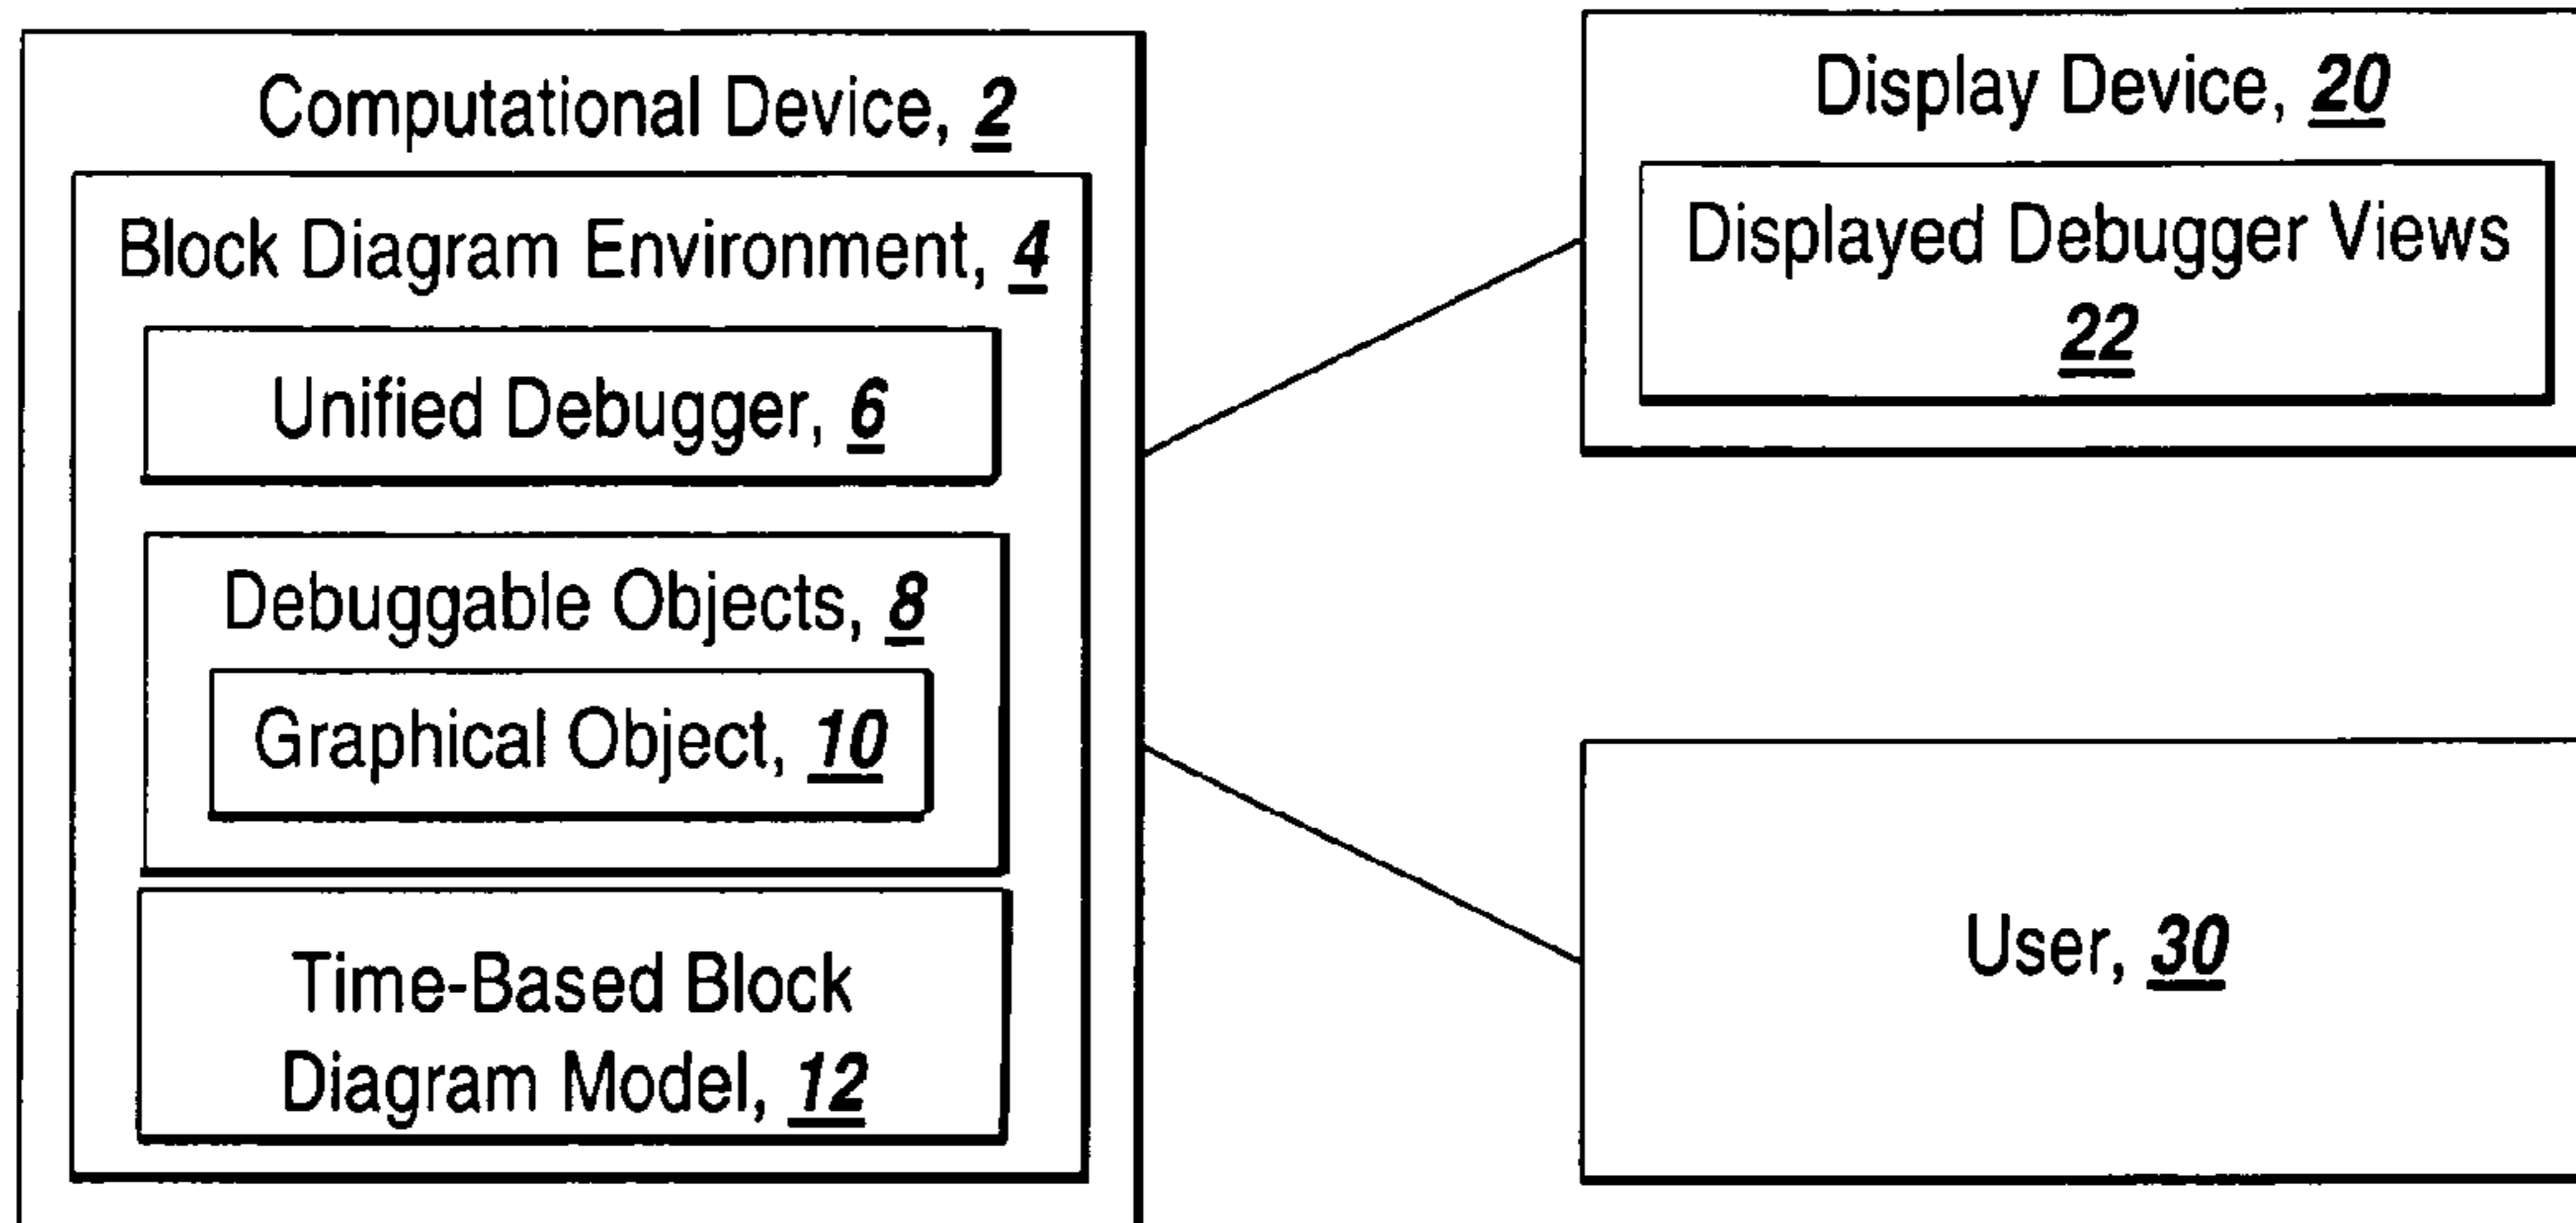 Computational Device, 2
Block Diagram Environment, 4
Unified Debugger, 6
Debuggable Objects, 8
Graphical Object, 10
Time-Based Block
Diagram Model, 12
Display Device, 20
Displayed Debugger Views
22
User, 30